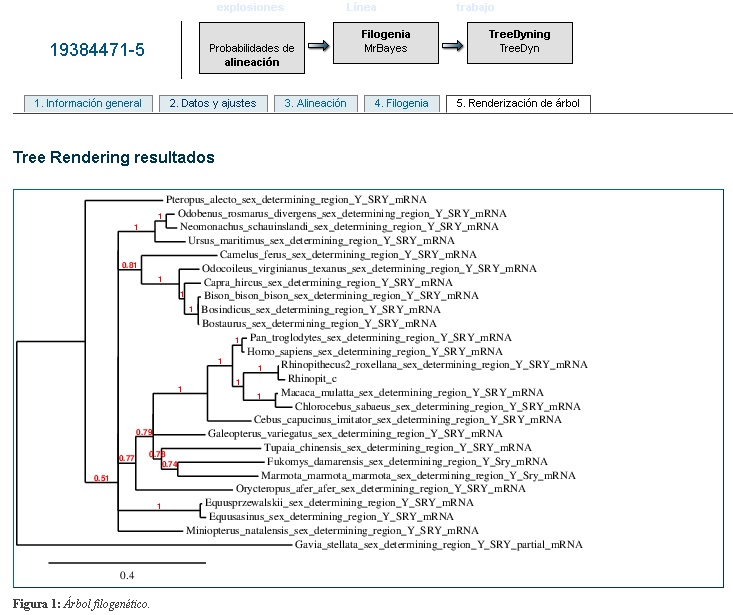 explosiones Línea trabajo
19384471-5
Probabilidades de
alineación
Filogenia
MrBayes
TreeDyning
TreeDyn
1. Información general
2. Datos y ajustes
3. Alineación
4. Filogenia
5. Renderización de árbol
Tree Rendering resultados
Pteropus_alecto_sex_determining_region_Y_SRY_mRNA
1 Odobenus_rosmarus_divergens_sex_determining_region_Y_SRY_mRNA
1 Neomonachus_schauinslandi_sex_determining_region_Y_SRY_mRNA
Ursus_maritimus_sex_determining_region_Y_SRY_mRNA
Camelus_ferus_sex_determining_region_Y_SRY_mRNA
0.81 Odocoileus_virginianus_texanus_sex_determining_region_Y_SRY_mRNA
1 Capra_hircus_sex_determining_region_Y_SRY_mRNA
1 Bison_bison_bison_sex_determining_region_Y_SRY_mRNA
1 Bosindicus_sex_determining_region_Y_SRY_mRNA
Bostaurus_sex_determining_region_Y_SRY_mRNA
1 Pan_troglodytes_sex_determining_region_Y_SRY_mRNA
Homo_sapiens_sex_determining_region_Y_SRY_mRNA
1 1 Rhinopithecus2_roxellana_sex_determining_region_Y_SRY_mRNA
1 Rhinopit_c
1 1 Macaca_mulatta_sex_determining_region_Y_SRY_mRNA
Chlorocebus_sabaeus_sex_determining_region_Y_SRY_mRNA
Cebus_capucinus_imitator_sex_determining_region_Y_SRY_mRNA
0.79 Galeopterus_variegatus_sex_determining_region_Y_SRY_mRNA
Tupaia_chinensis_sex_determining_region_Y_SRY_mRNA
0.77 0.74 Fukomys_damarensis_sex_determining_region_Y_Sry_mRNA
Marmota_marmota_marmota_sex_determining_region_Y_Sry_mRNA
0.51 Orycteropus_afer_afer_sex_determining_region_Y_SRY_mRNA
1 Equusprzewalskii_sex_determining_region_Y_SRY_mRNA
Equusasinus_sex_determining_region_Y_SRY_mRNA
Miniopterus_natalensis_sex_determining_region_Y_SRY_mRNA
Gavia_stellata_sex_determining_region_Y_SRY_partial_mRNA
0.4
Figura 1: Árbol filogenético.